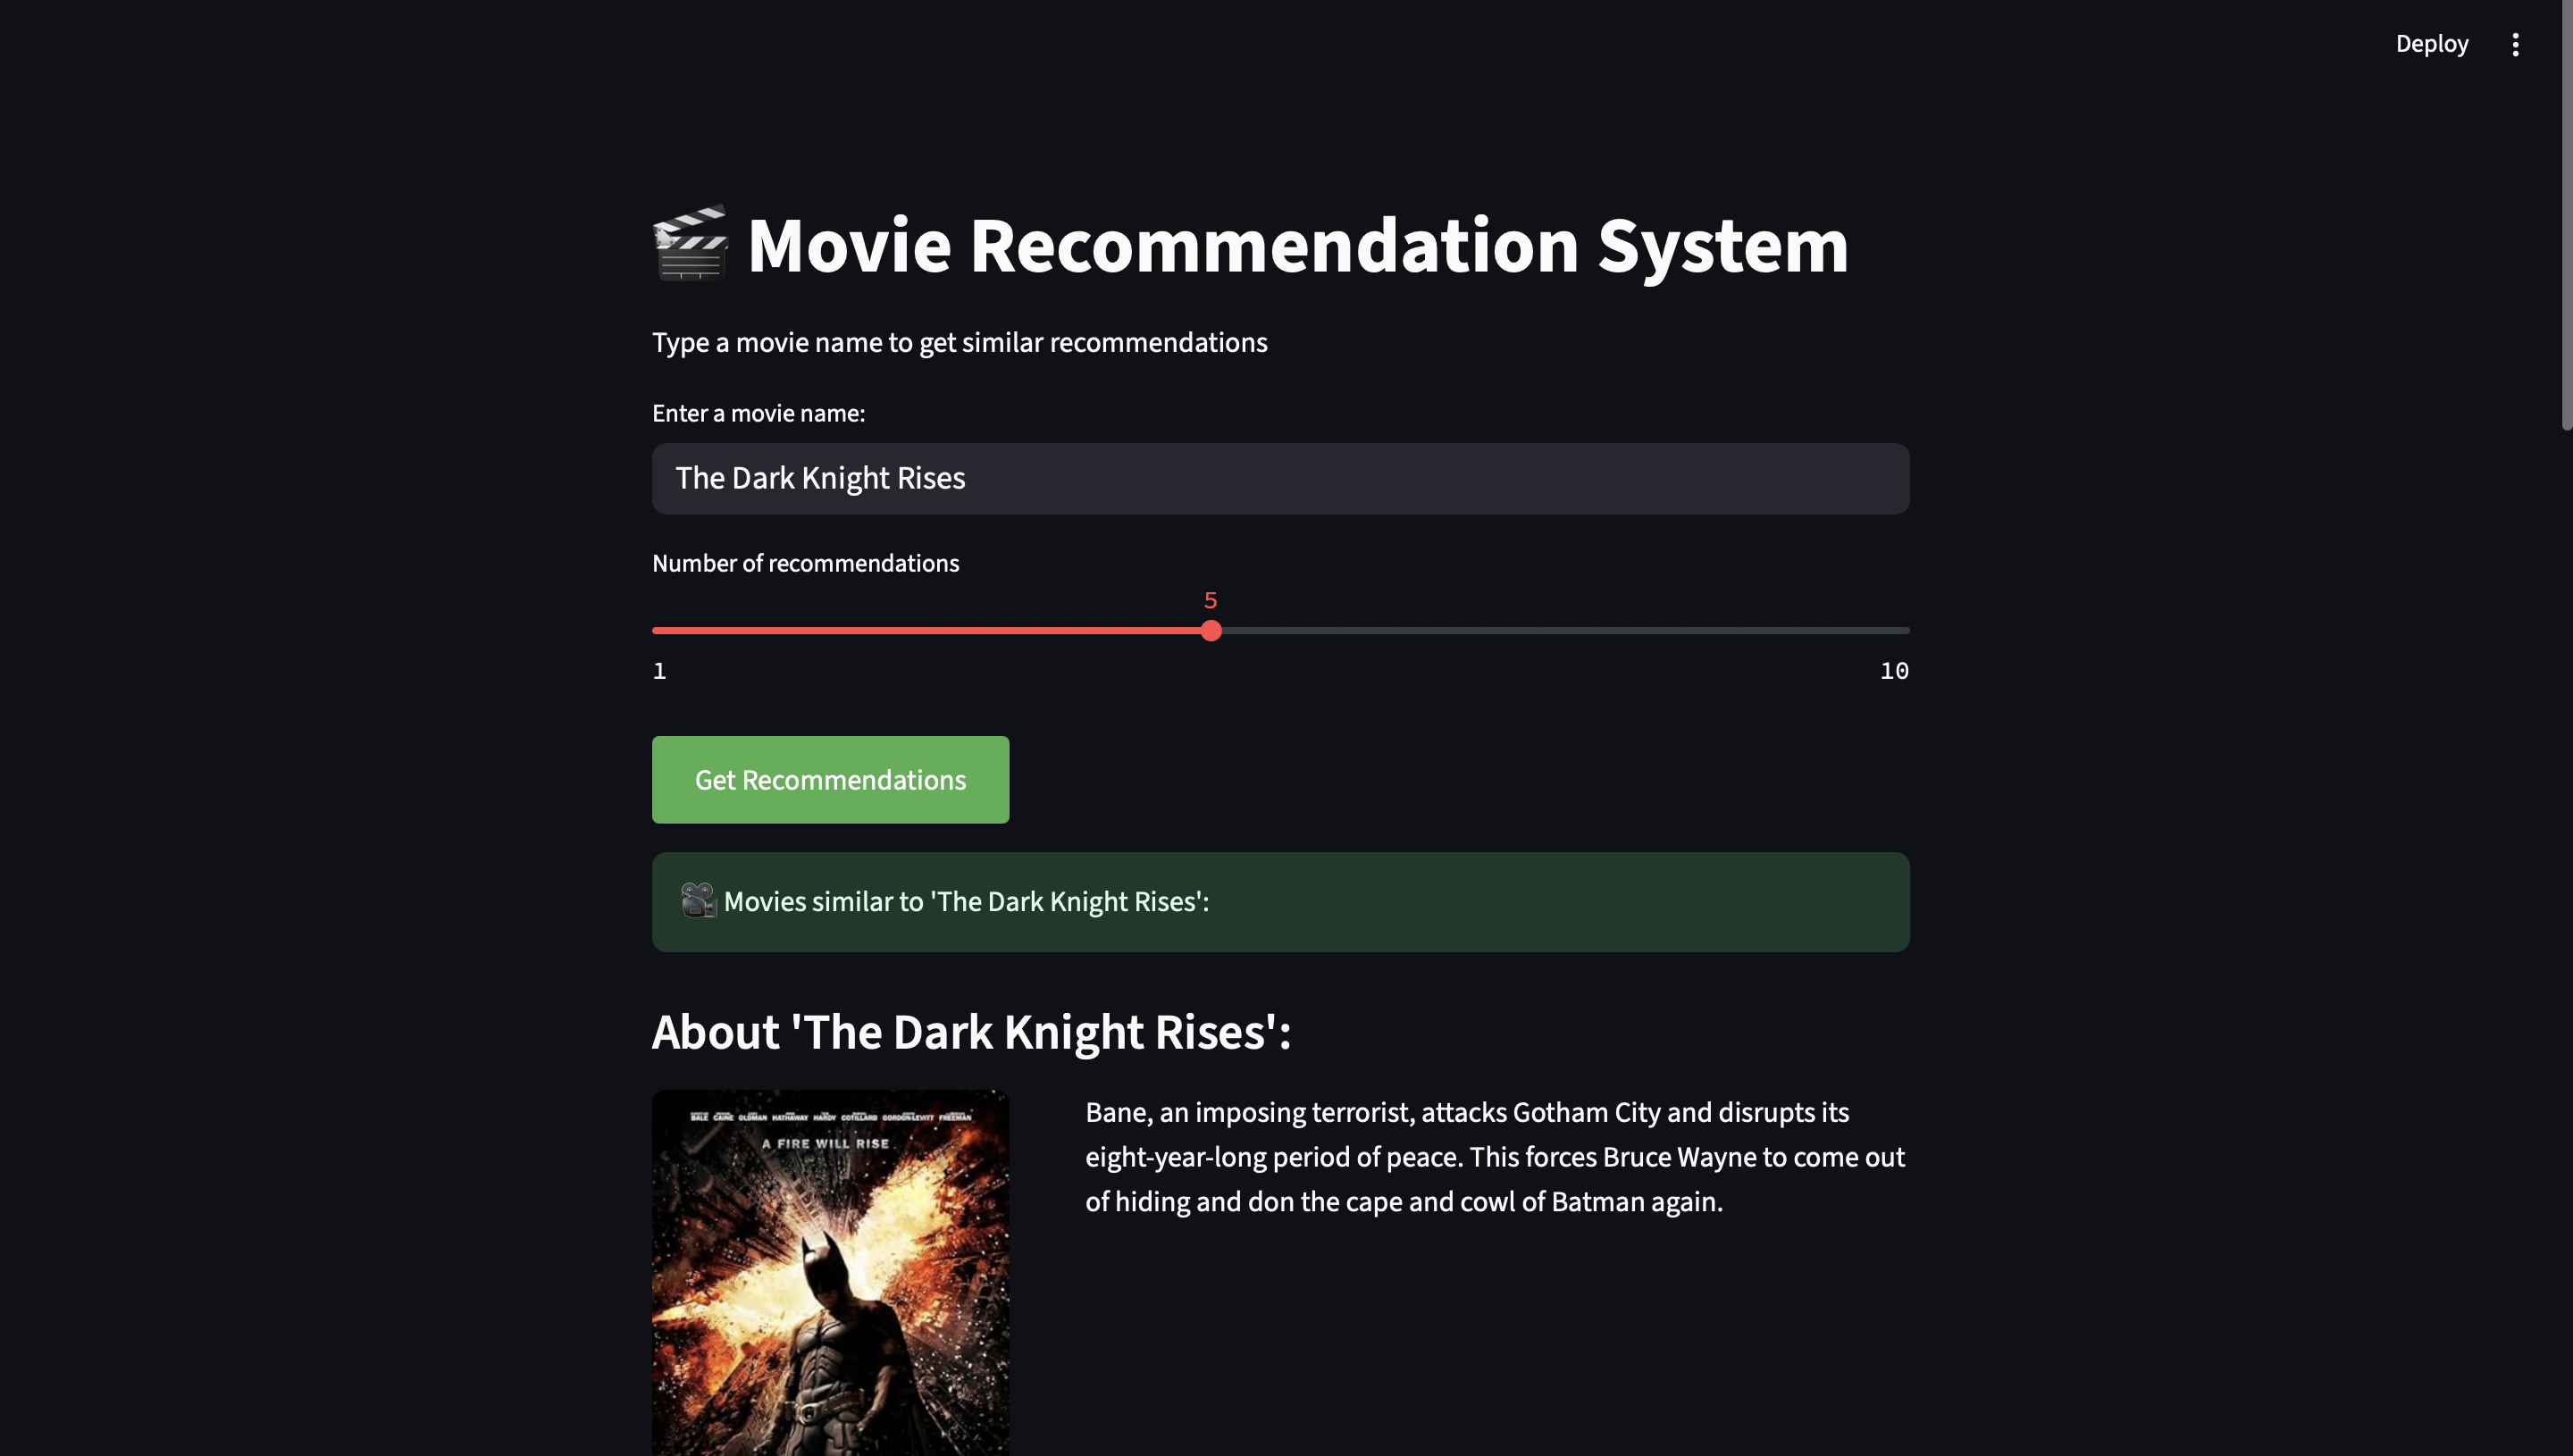 Deploy
Movie Recommendation System
Type a movie name to get similar recommendations
Enter a movie name:
The Dark Knight Rises
Number of recommendations
5
1 10
Get Recommendations
Movies similar to 'The Dark Knight Rises':
About 'The Dark Knight Rises':
BALE CAINE OLDMAN HATHAWAY HARDY COTILLARD GORDON-LEVITT FREEMAN
A FIRE WILL RISE
Bane, an imposing terrorist, attacks Gotham City and disrupts its
eight-year-long period of peace. This forces Bruce Wayne to come out
of hiding and don the cape and cowl of Batman again.